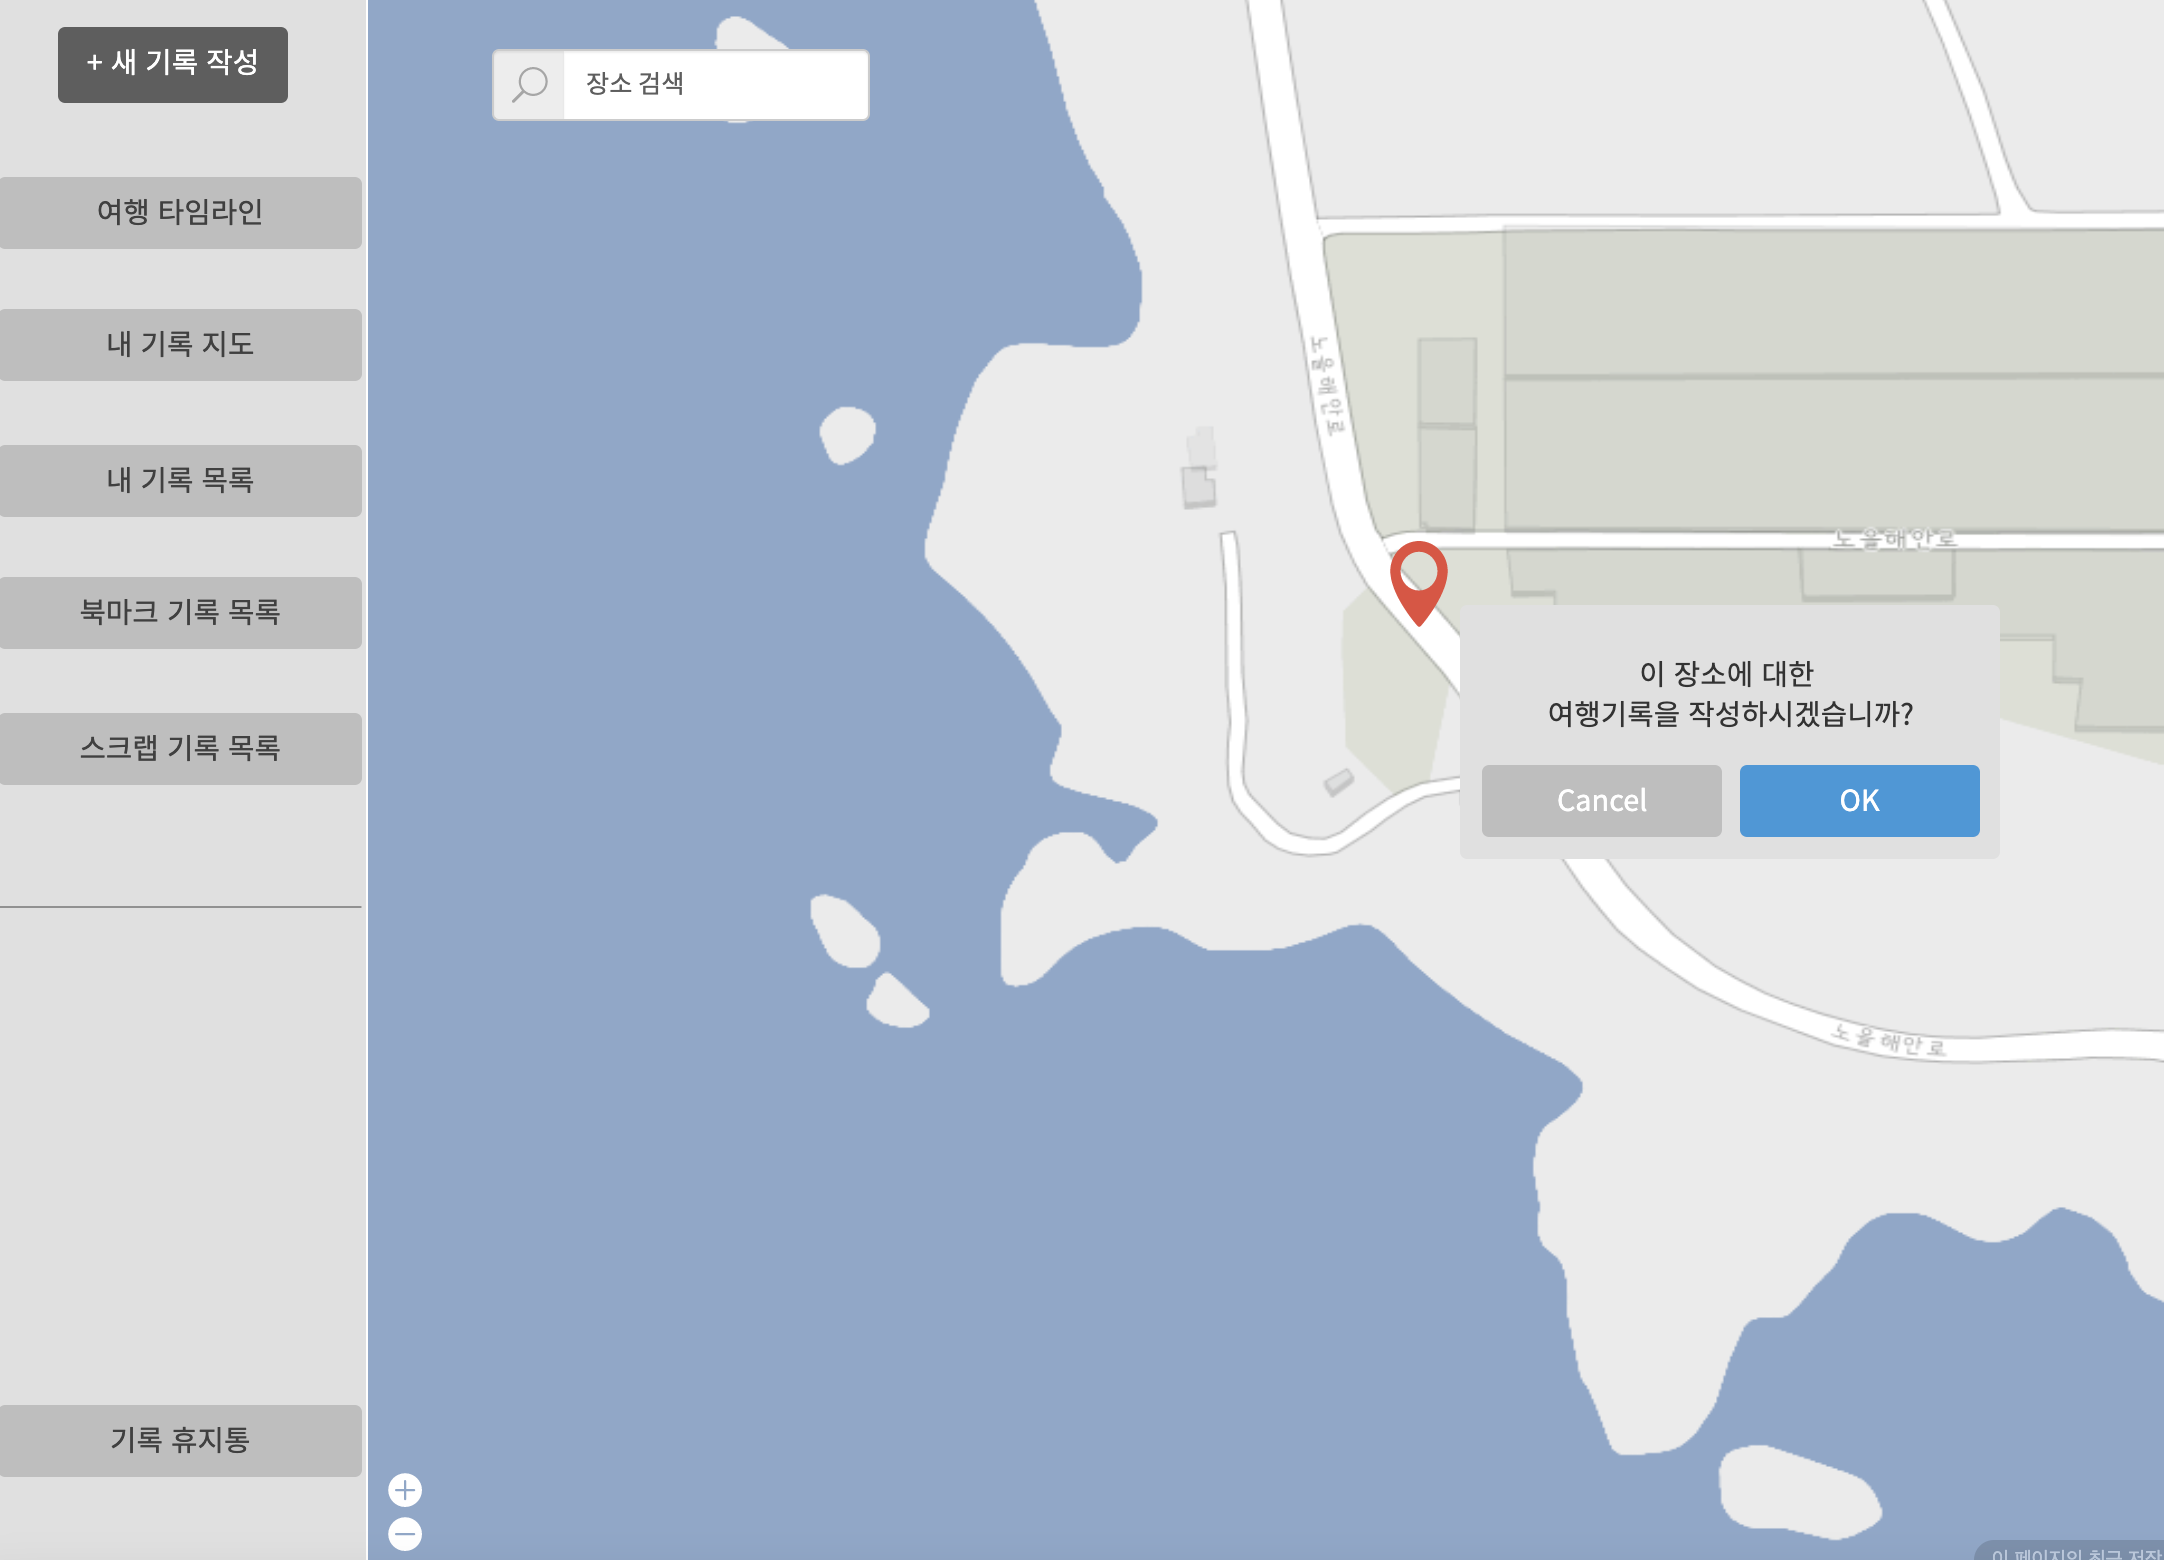 + 새 기록 작성
여행 타임라인
내 기록 지도
내 기록 목록
북마크 기록 목록
스크랩 기록 목록
기록 휴지통
장소 검색
노을해안로
노을해안로
이 장소에 대한
여행기록을 작성하시겠습니까?
Cancel
OK
노을해안로